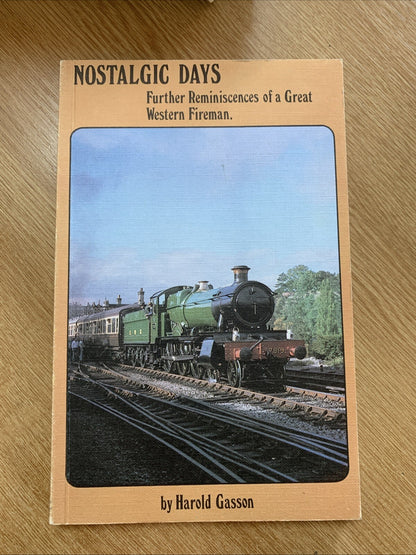 NOSTALGIC DAYS
Further Reminiscences of a Great
Western Fireman.
by Harold Gasson